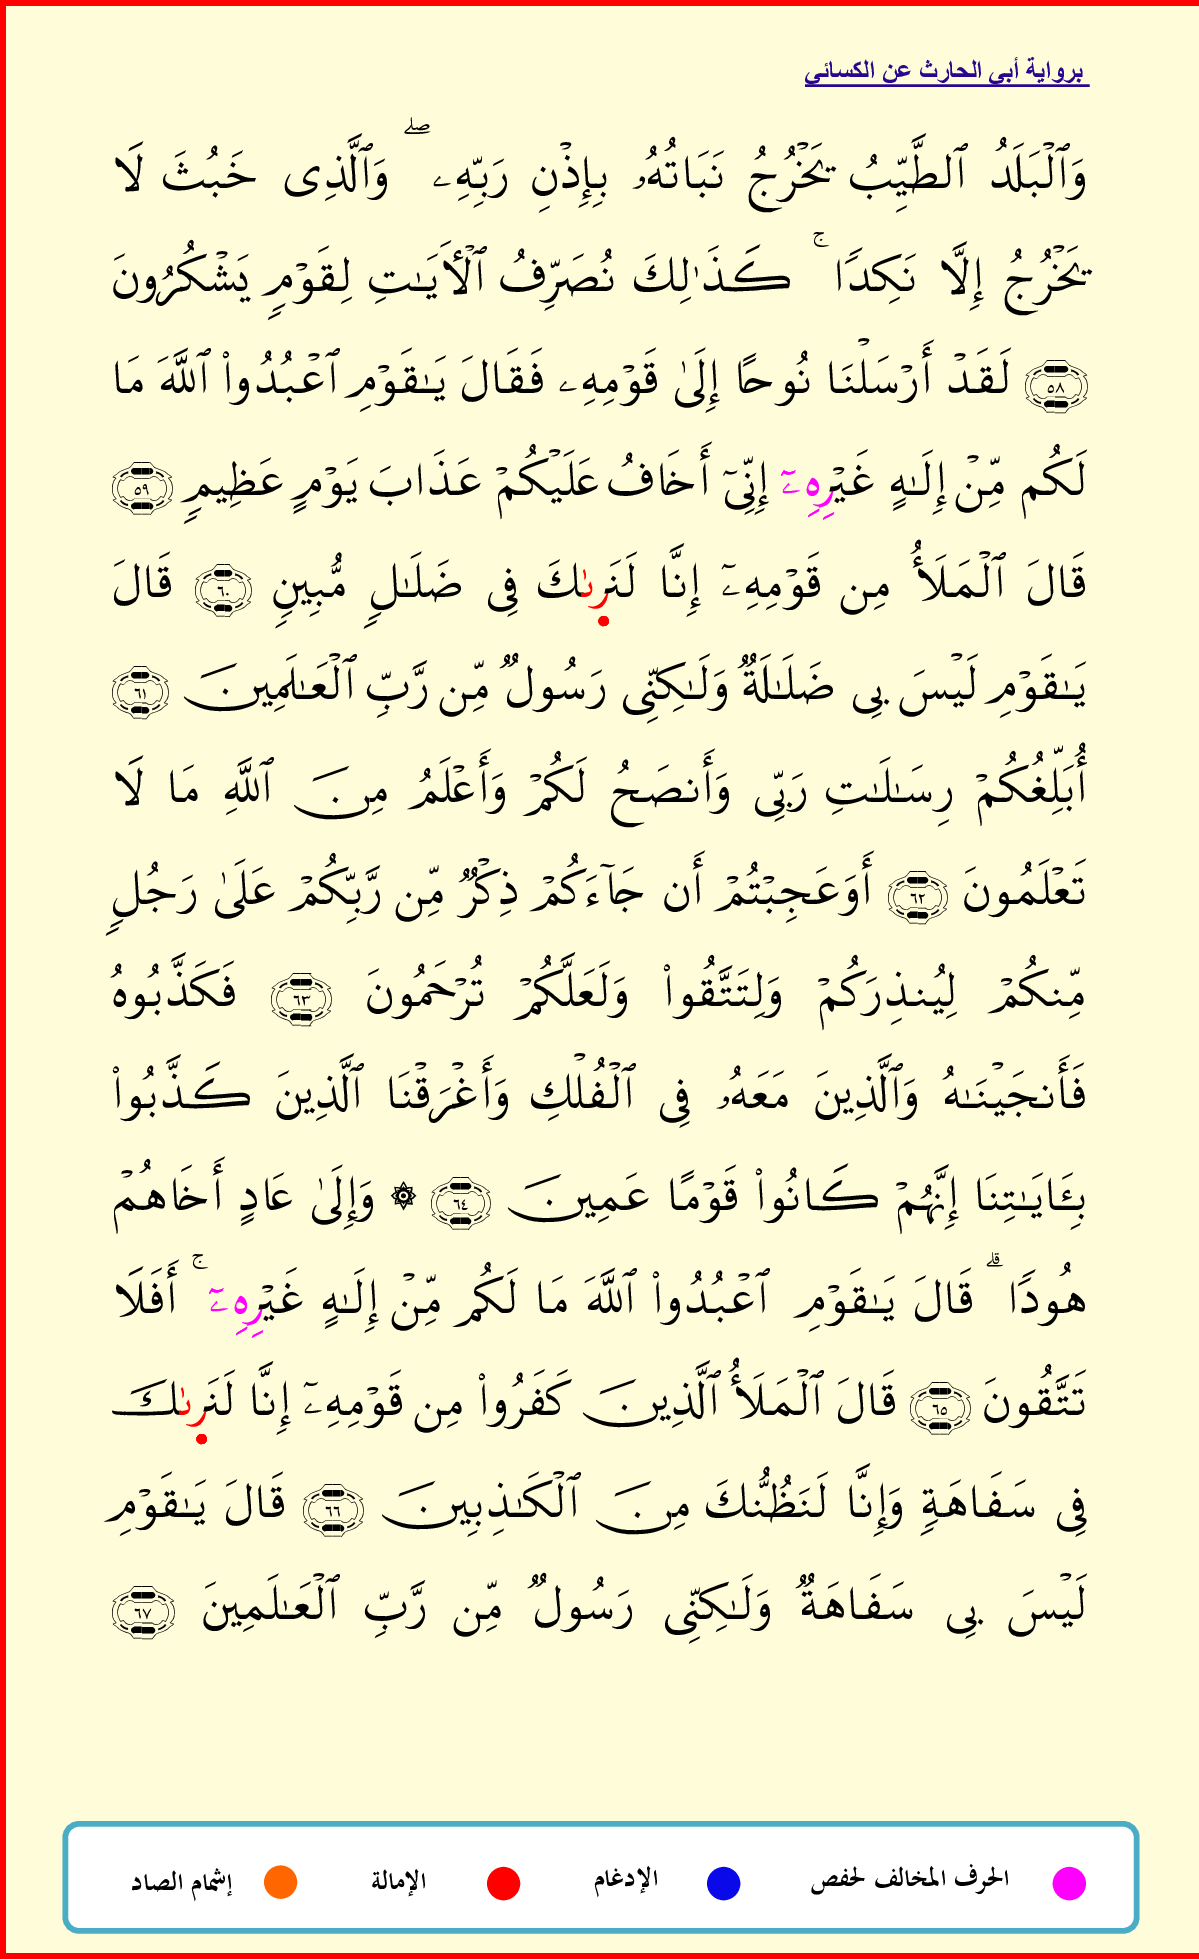 برواية أبي الحارث عن الكسائي
وَٱلۡبَلَدُ ٱلطَّيِّبُ يَخۡرُجُ نَبَاتُهُۥ بِإِذۡنِ رَبِّهِۦۖ وَٱلَّذِي خَبُثَ لَا
يَخۡرُجُ إِلَّا نَكِدٗاۚ كَذَٰلِكَ نُصَرِّفُ ٱلۡأٓيَٰتِ لِقَوۡمٖ يَشۡكُرُونَ
٥٨ لَقَدۡ أَرۡسَلۡنَا نُوحًا إِلَىٰ قَوۡمِهِۦ فَقَالَ يَٰقَوۡمِ ٱعۡبُدُواْ ٱللَّهَ مَا
لَكُم مِّنۡ إِلَٰهٍ غَيۡرِهِۦٓ إِنِّيٓ أَخَافُ عَلَيۡكُمۡ عَذَابَ يَوۡمٍ عَظِيمٖ ٥٩
قَالَ ٱلۡمَلَأُ مِن قَوۡمِهِۦٓ إِنَّا لَنَرىٰكَ فِي ضَلَٰلٖ مُّبِينٖ ٦٠ قَالَ
يَٰقَوۡمِ لَيۡسَ بِي ضَلَٰلَةٞ وَلَٰكِنِّي رَسُولٞ مِّن رَّبِّ ٱلۡعَٰلَمِينَ ٦١
أُبَلِّغُكُمۡ رِسَٰلَٰتِ رَبِّي وَأَنصَحُ لَكُمۡ وَأَعۡلَمُ مِنَ ٱللَّهِ مَا لَا
تَعۡلَمُونَ ٦٢ أَوَعَجِبۡتُمۡ أَن جَآءَكُمۡ ذِكۡرٞ مِّن رَّبِّكُمۡ عَلَىٰ رَجُلٖ
مِّنكُمۡ لِيُنذِرَكُمۡ وَلِتَتَّقُواْ وَلَعَلَّكُمۡ تُرۡحَمُونَ ٦٣ فَكَذَّبُوهُ
فَأَنجَيۡنَٰهُ وَٱلَّذِينَ مَعَهُۥ فِي ٱلۡفُلۡكِ وَأَغۡرَقۡنَا ٱلَّذِينَ كَذَّبُواْ
بِـَٔايَٰتِنَآ إِنَّهُمۡ كَانُواْ قَوۡمًا عَمِينَ ٦٤ ۞ وَإِلَىٰ عَادٍ أَخَاهُمۡ
هُودٗاۗ قَالَ يَٰقَوۡمِ ٱعۡبُدُواْ ٱللَّهَ مَا لَكُم مِّنۡ إِلَٰهٍ غَيۡرِهِۦٓۚ أَفَلَا
تَتَّقُونَ ٦٥ قَالَ ٱلۡمَلَأُ ٱلَّذِينَ كَفَرُواْ مِن قَوۡمِهِۦٓ إِنَّا لَنَرىٰكَ
فِي سَفَاهَةٖ وَإِنَّا لَنَظُنُّكَ مِنَ ٱلۡكَٰذِبِينَ ٦٦ قَالَ يَٰقَوۡمِ
لَيۡسَ بِي سَفَاهَةٞ وَلَٰكِنِّي رَسُولٞ مِّن رَّبِّ ٱلۡعَٰلَمِينَ ٦٧
الحرف المخالف لحفص الإدغام الإمالة إشمام الصاد